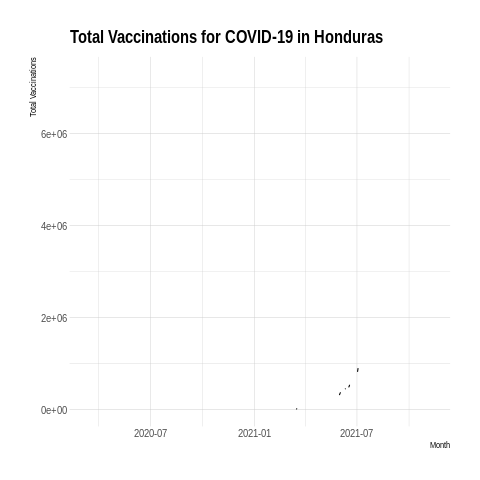 Total Vaccinations for COVID-19 in Honduras
Total Vaccinations
6e+06
4e+06
2e+06
0e+00
2020-07
2021-01
2021-07
Month